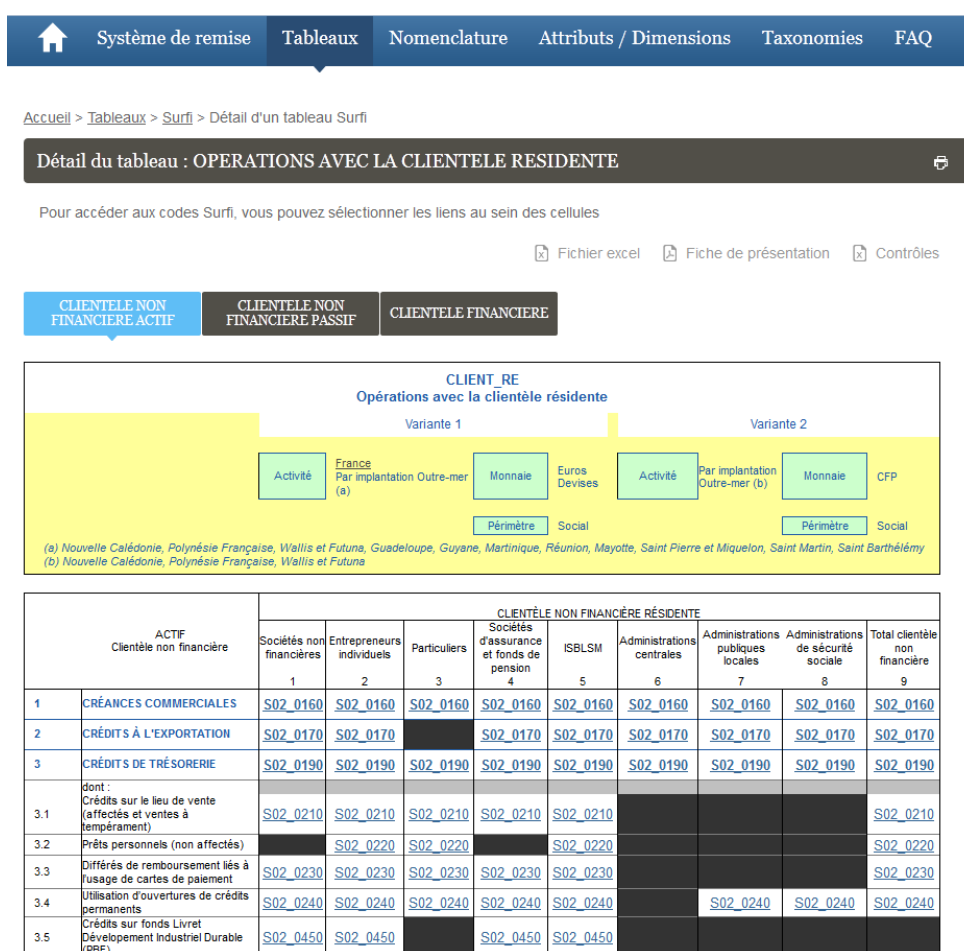 Système de remise Tableaux Nomenclature Attributs / Dimensions Taxonomies FAQ
Accueil > Tableaux > Surfi > Détail d'un tableau Surfi
Détail du tableau : OPERATIONS AVEC LA CLIENTELE RESIDENTE
Pour accéder aux codes Surfi, vous pouvez sélectionner les liens au sein des cellules
Fichier excel Fiche de présentation Contrôles
CLIENTELE NON FINANCIERE ACTIF
CLIENTELE NON FINANCIERE PASSIF
CLIENTELE FINANCIERE
CLIENT_RE
Opérations avec la clientèle résidente
Variante 1 Variante 2
Activité
France
Par implantation Outre-mer
(a)
Monnaie
Euros
Devises
Activité
Par implantation
Outre-mer (b)
Monnaie
CFP
Périmètre Social Périmètre Social
(a) Nouvelle Calédonie, Polynésie Française, Wallis et Futuna, Guadeloupe, Guyane, Martinique, Réunion, Mayotte, Saint Pierre et Miquelon, Saint Martin, Saint Barthélémy
(b) Nouvelle Calédonie, Polynésie Française, Wallis et Futuna
ACTIF
Clientèle non financière
CLIENTÈLE NON FINANCIÈRE RÉSIDENTE
Sociétés non
financières
1
Entrepreneurs
individuels
2
Particuliers
3
Sociétés
d'assurance
et fonds de
pension
4
ISBLSM
5
Administrations
centrales
6
Administrations
publiques
locales
7
Administrations
de sécurité
sociale
8
Total clientèle
non
financière
9
1 CRÉANCES COMMERCIALES S02_0160 S02_0160 S02_0160 S02_0160 S02_0160 S02_0160 S02_0160 S02_0160 S02_0160
2 CRÉDITS À L'EXPORTATION S02_0170 S02_0170 S02_0170 S02_0170 S02_0170 S02_0170 S02_0170 S02_0170
3 CRÉDITS DE TRÉSORERIE S02_0190 S02_0190 S02_0190 S02_0190 S02_0190 S02_0190 S02_0190 S02_0190 S02_0190
dont :
3.1 Crédits sur le lieu de vente
(affectés et ventes à
tempérament)
S02_0210 S02_0210 S02_0210 S02_0210 S02_0210 S02_0210
3.2 Prêts personnels (non affectés) S02_0220 S02_0220 S02_0220 S02_0220
3.3 Différés de remboursement liés à
l'usage de cartes de paiement
S02_0230 S02_0230 S02_0230 S02_0230 S02_0230 S02_0230
3.4 Utilisation d'ouvertures de crédits
permanents
S02_0240 S02_0240 S02_0240 S02_0240 S02_0240 S02_0240 S02_0240 S02_0240
3.5 Crédits sur fonds Livret
Dévelopement Industriel Durable
(PBE)
S02_0450 S02_0450 S02_0450 S02_0450